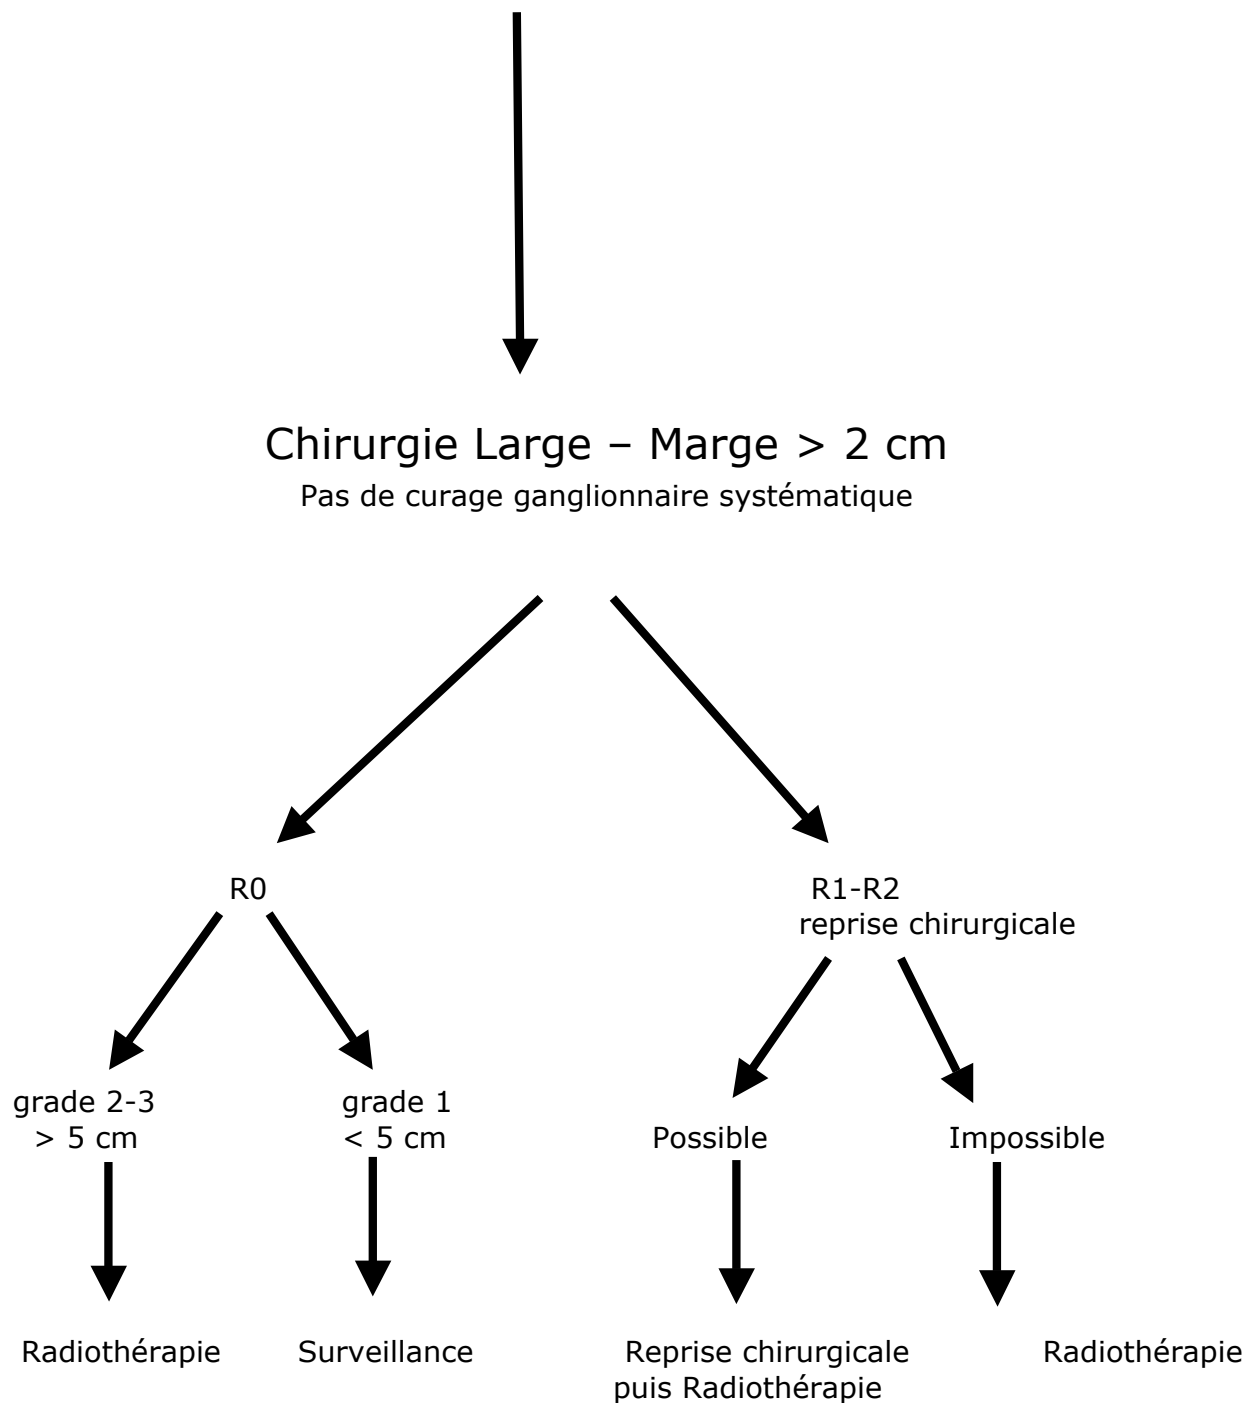 Chirurgie Large – Marge > 2 cm
Pas de curage ganglionnaire systématique
R0
R1-R2
reprise chirurgicale
grade 2-3
> 5 cm
grade 1
< 5 cm
Possible
Impossible
Radiothérapie
Surveillance
Reprise chirurgicale
puis Radiothérapie
Radiothérapie